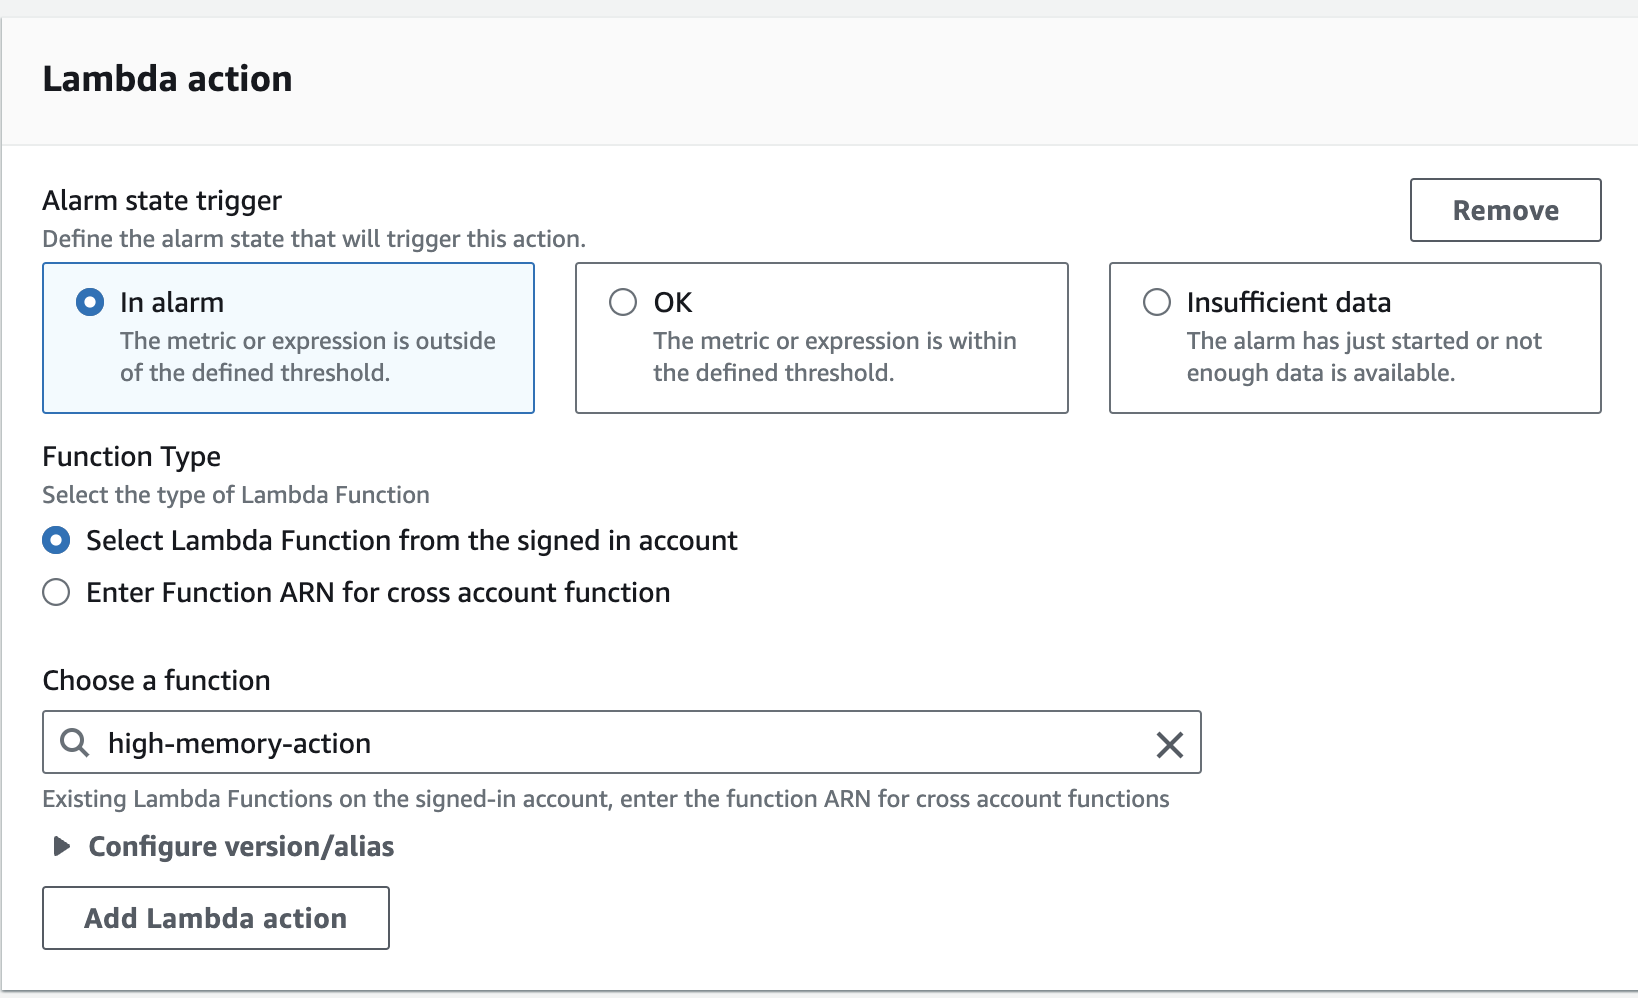 Lambda action
Alarm state trigger
Define the alarm state that will trigger this action.
Remove
In alarm
The metric or expression is outside
of the defined threshold.
OK
The metric or expression is within
the defined threshold.
Insufficient data
The alarm has just started or not
enough data is available.
Function Type
Select the type of Lambda Function
Select Lambda Function from the signed in account
Enter Function ARN for cross account function
Choose a function
high-memory-action
Existing Lambda Functions on the signed-in account, enter the function ARN for cross account functions
Configure version/alias
Add Lambda action